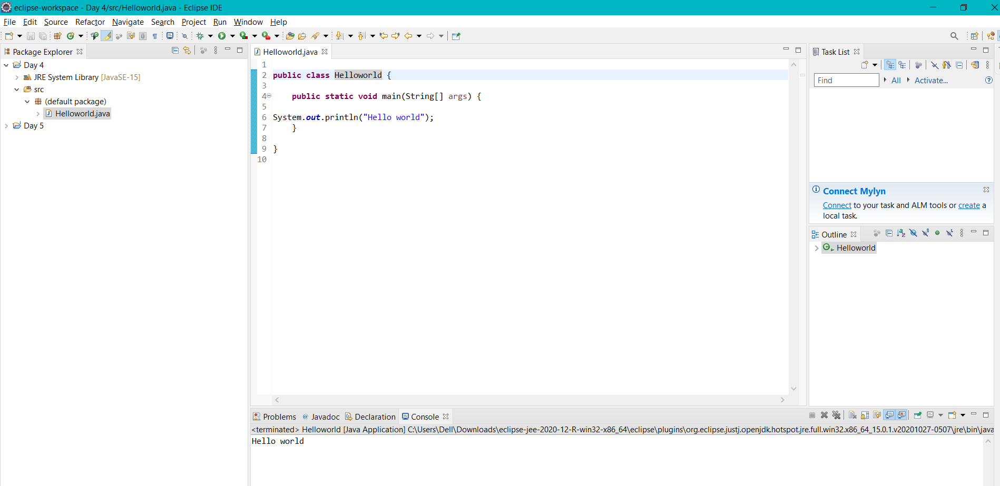 eclipse-workspace - Day 4/src/Helloworld.java - Eclipse IDE
File Edit Source Refactor Navigate Search Project Run Window Help
Package Explorer
Day 4
JRE System Library [JavaSE-15]
src
(default package)
Helloworld.java
Day 5
Helloworld.java
1
2 public class Helloworld {
3
4 public static void main(String[] args) {
5
6 System.out.println("Hello world");
7 }
8
9 }
10
Task List
Find All Activate...
Connect Mylyn
Connect to your task and ALM tools or create a
local task.
Outline
Helloworld
Problems @ Javadoc Declaration Console
<terminated> Helloworld [Java Application] C:\Users\Dell\Downloads\eclipse-jee-2020-12-R-win32-x86_64\eclipse\plugins\org.eclipse.justj.openjdk.hotspot.jre.full.win32.x86_64_15.0.1.v20201027-0507\jre\bin\java
Hello world